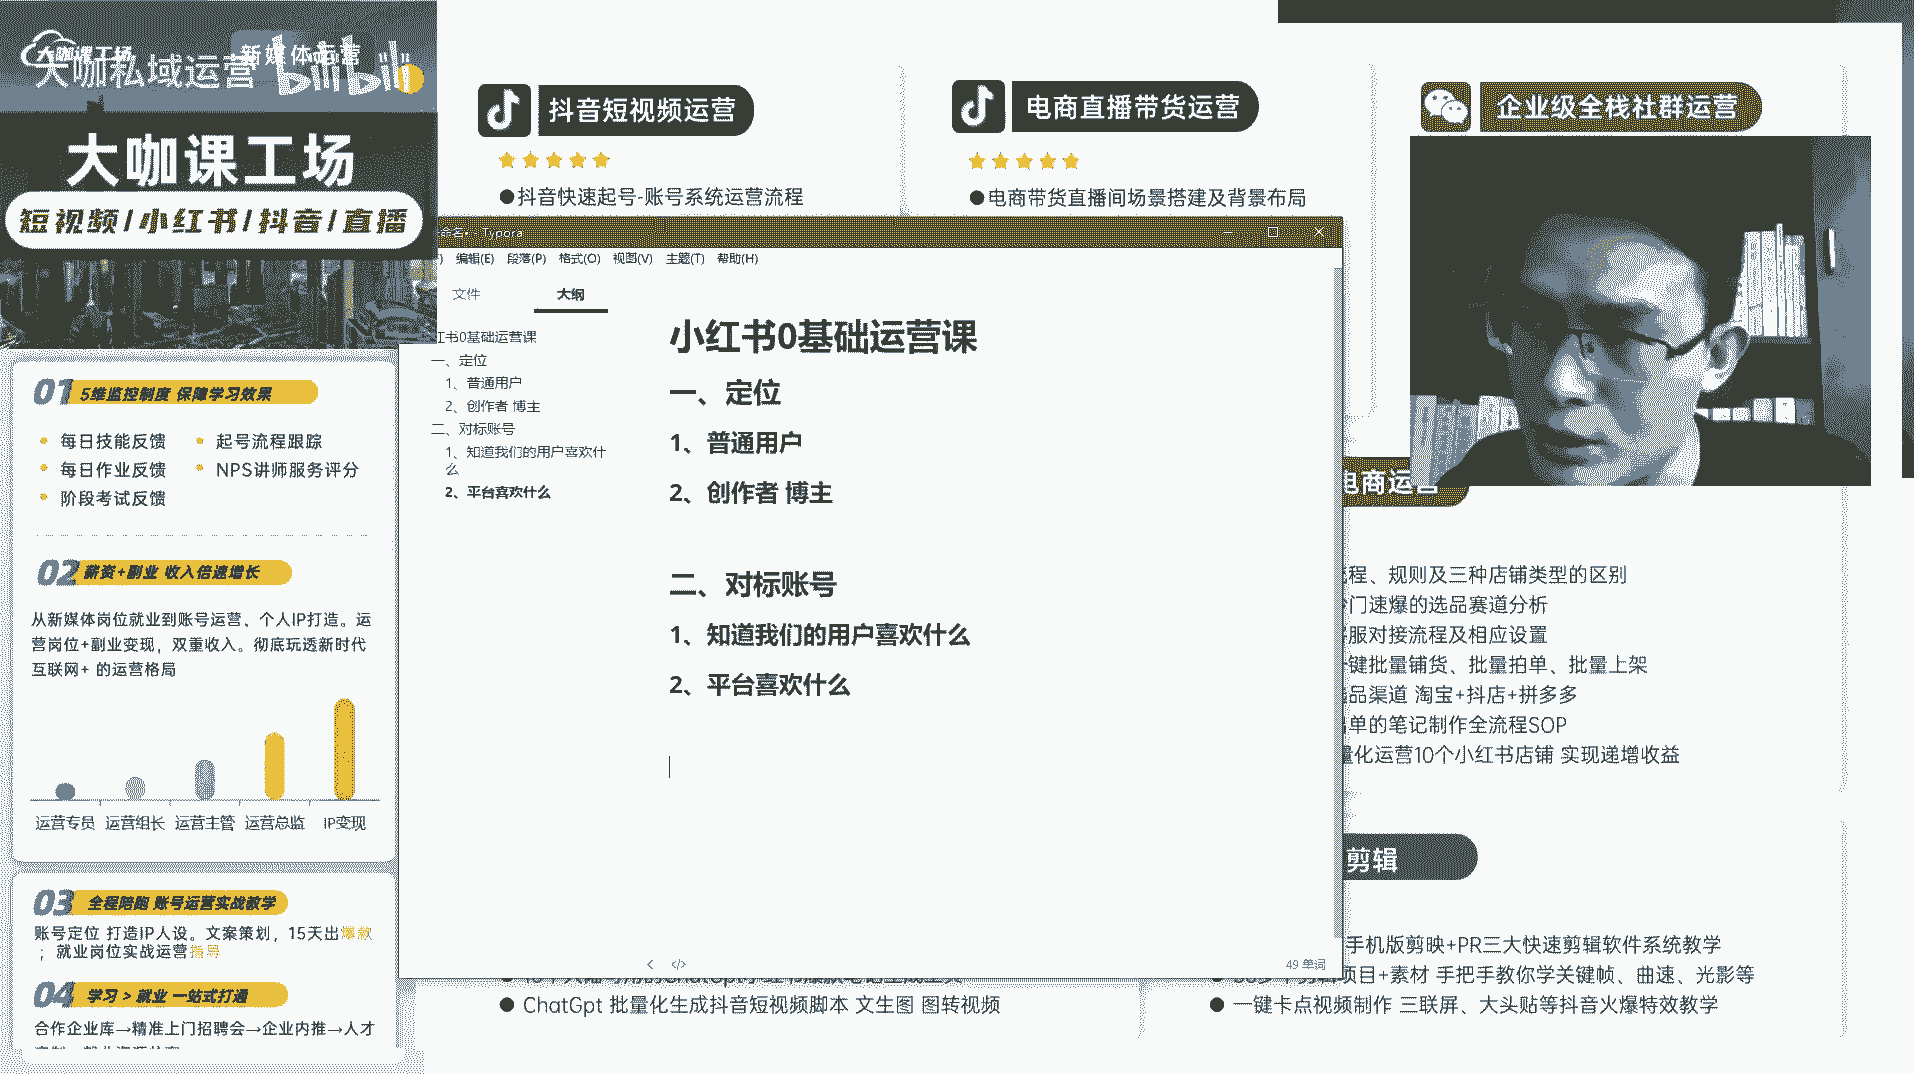 大咖课工场
大咖私域运营
新媒体运营
bilibili
大咖课工场
短视频/小红书/抖音/直播
01 5维监控制度 保障学习效果
每日技能反馈 起号流程跟踪
每日作业反馈 NPS讲师服务评分
阶段考试反馈
02 薪资+副业 收入倍速增长
从新媒体岗位就业到账号运营、个人IP打造。运
营岗位+副业变现，双重收入。彻底玩透新时代
互联网+ 的运营格局
运营专员 运营组长 运营主管 运营总监 IP变现
03 全程陪跑 账号运营实战教学
账号定位 打造IP人设。文案策划，15天出爆款
；就业岗位实战运营指导
04 学习 > 就业 一站式打通
合作企业库→精准上门招聘会→企业内推→人才
抖音短视频运营
●抖音快速起号-账号系统运营流程
电商直播带货运营
●电商带货直播间场景搭建及背景布局
企业级全栈社群运营
命名• - Typora
) 编辑(E) 段落(P) 格式(O) 视图(V) 主题(T) 帮助(H)
文件 大纲
书0基础运营课
一、定位
1、普通用户
2、创作者 博主
二、对标账号
1、知道我们的用户喜欢什
么
2、平台喜欢什么
小红书0基础运营课
一、定位
1、普通用户
2、创作者 博主
二、对标账号
1、知道我们的用户喜欢什么
2、平台喜欢什么
</> 49 单词
电商运营
程、规则及三种店铺类型的区别
门速爆的选品赛道分析
服对接流程及相应设置
键批量铺货、批量拍单、批量上架
品渠道 淘宝+抖店+拼多多
单的笔记制作全流程SOP
量化运营10个小红书店铺 实现递增收益
剪辑
手机版剪映+PR三大快速剪辑软件系统教学
项目+素材 手把手教你学关键帧、曲速、光影等
● 一键卡点视频制作 三联屏、大头贴等抖音火爆特效教学
● ChatGpt 批量化生成抖音短视频脚本 文生图 图转视频